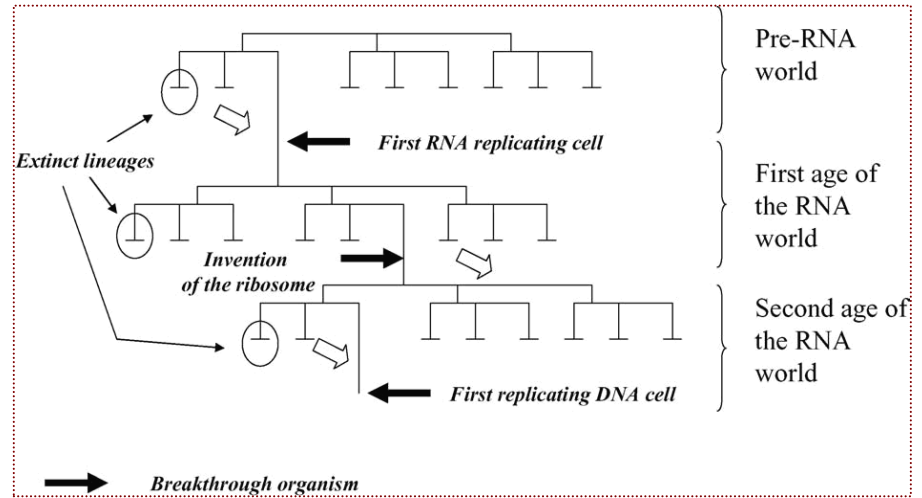 Pre-RNA
world
First RNA replicating cell
Extinct lineages
First age of
the RNA
world
Invention
of the ribosome
Second age of
the RNA
world
First replicating DNA cell
Breakthrough organism